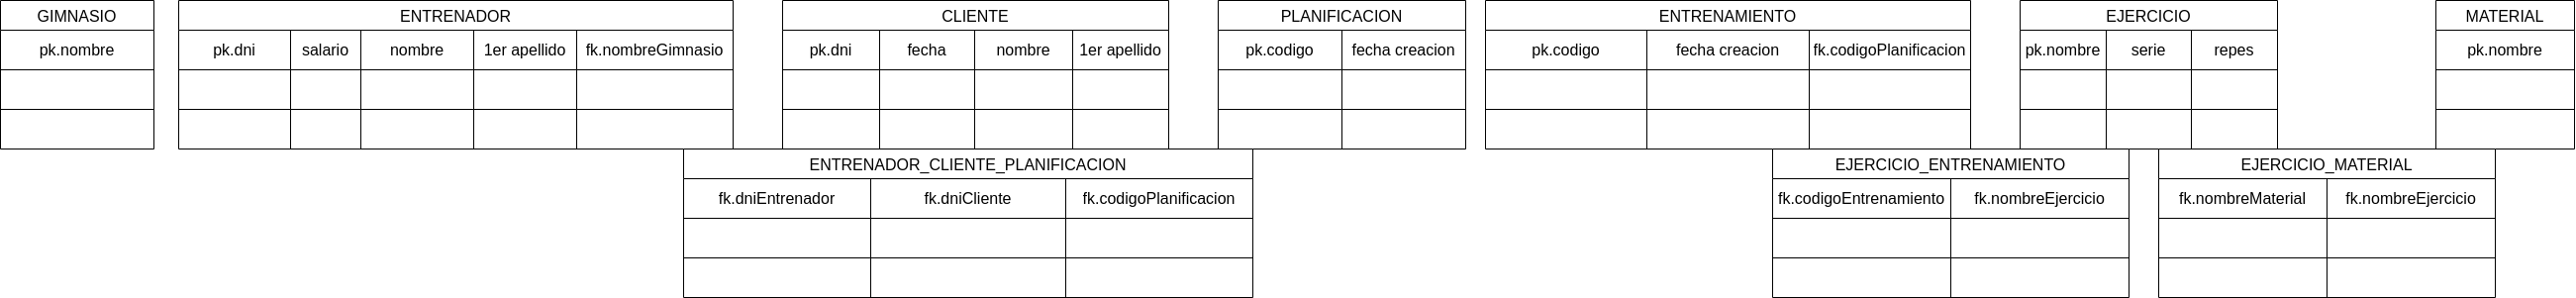 GIMNASIO
pk.nombre
ENTRENADOR
pk.dni salario nombre 1er apellido fk.nombreGimnasio
CLIENTE
pk.dni fecha nombre 1er apellido
PLANIFICACION
pk.codigo fecha creacion
ENTRENAMIENTO
pk.codigo fecha creacion fk.codigoPlanificacion
EJERCICIO
pk.nombre serie repes
MATERIAL
pk.nombre
ENTRENADOR_CLIENTE_PLANIFICACION
fk.dniEntrenador fk.dniCliente fk.codigoPlanificacion
EJERCICIO_ENTRENAMIENTO
fk.codigoEntrenamiento fk.nombreEjercicio
EJERCICIO_MATERIAL
fk.nombreMaterial fk.nombreEjercicio